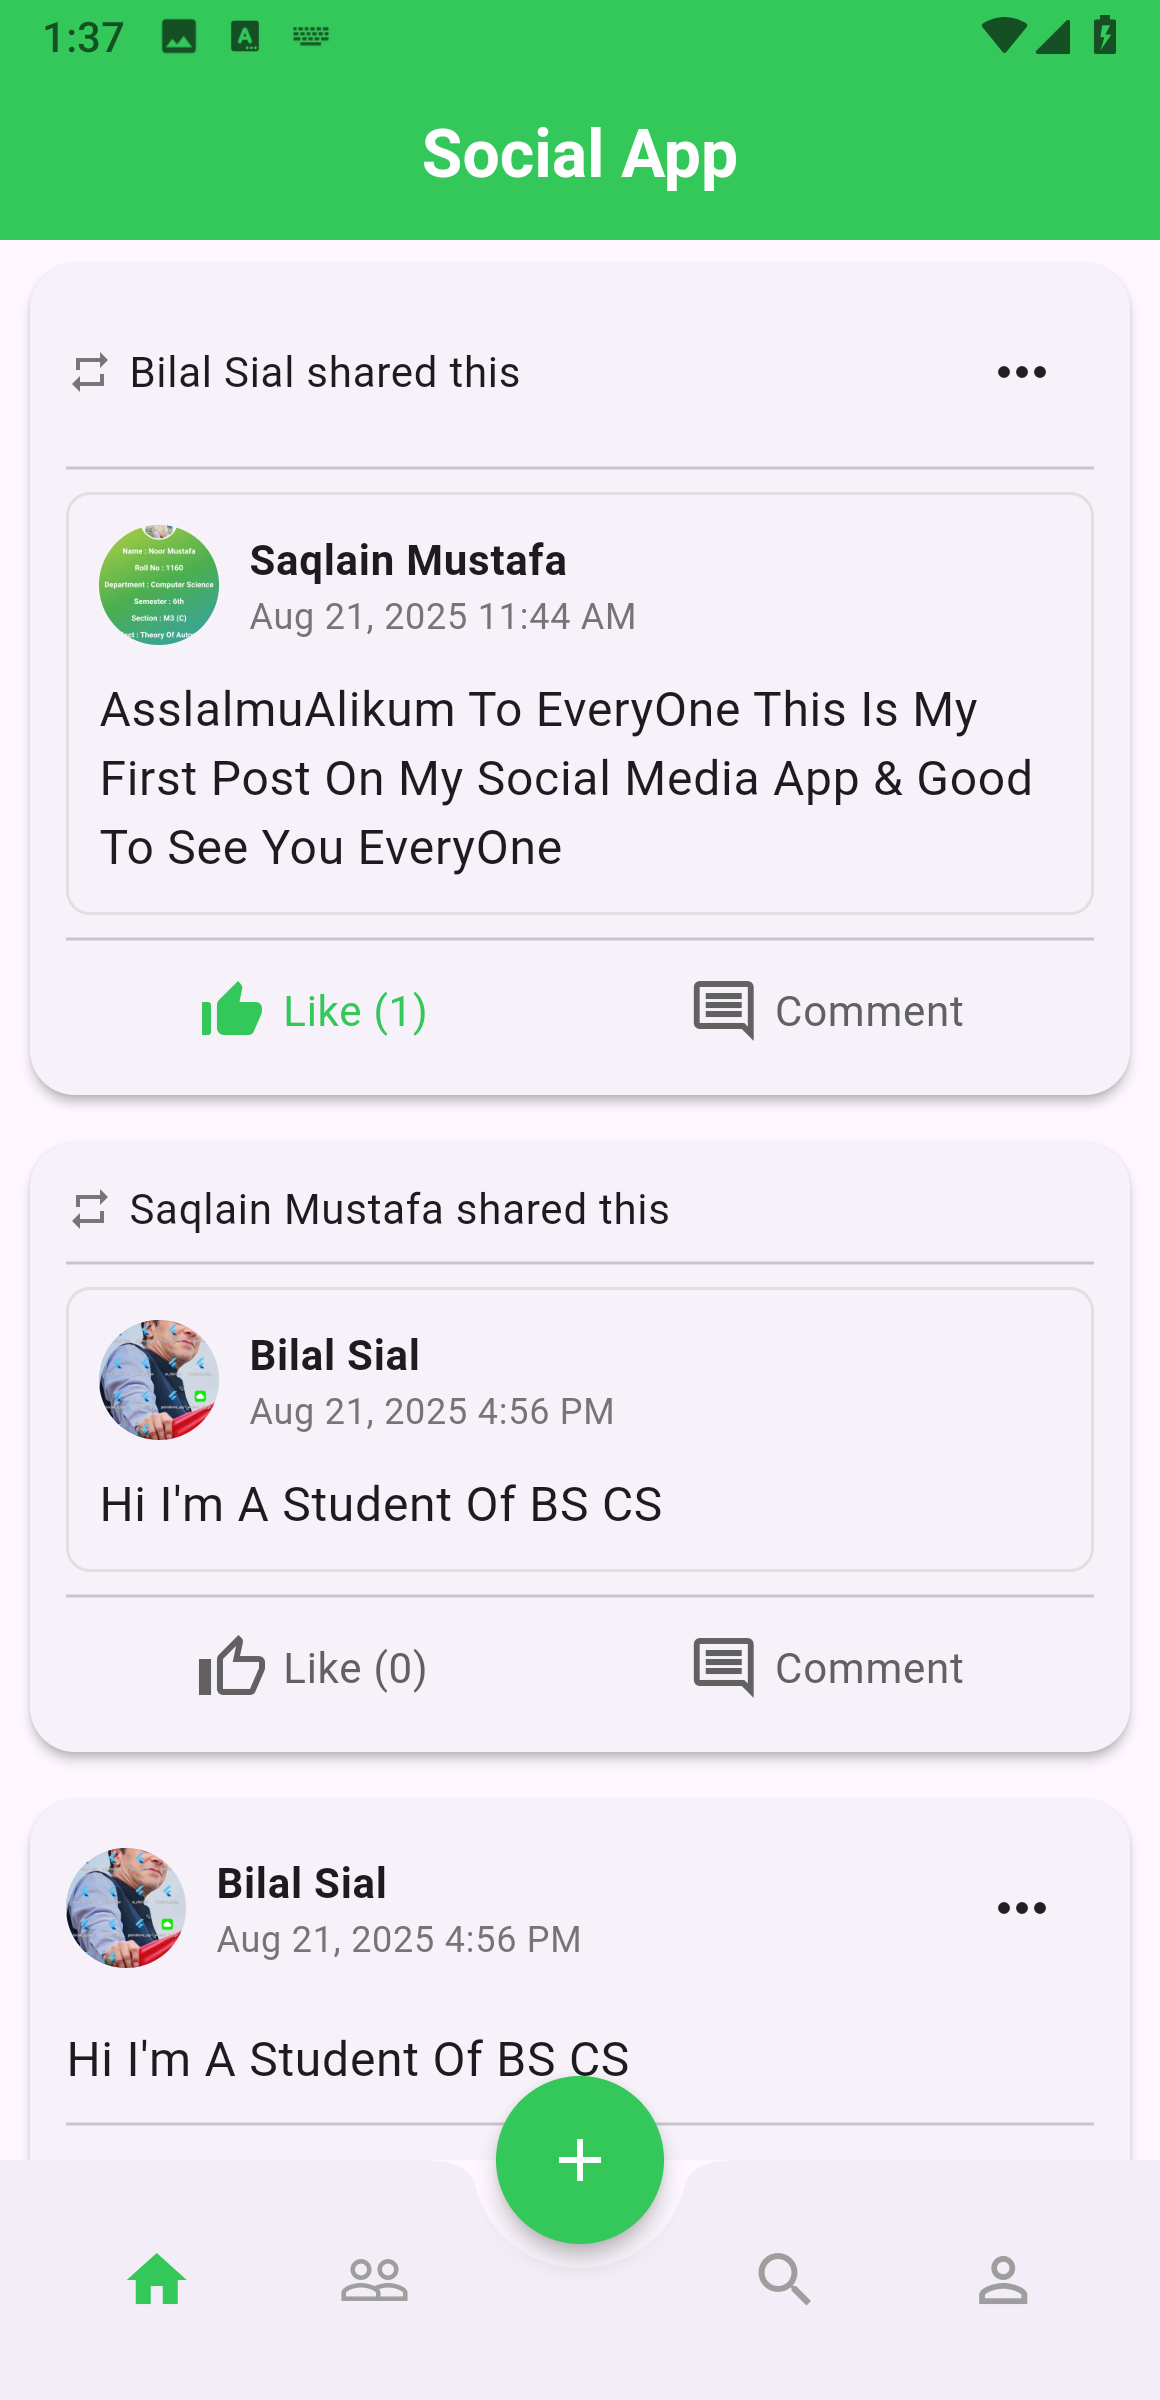 1:37
Social App
Bilal Sial shared this
Name : Noor Mustafa
Roll No : 1160
Department : Computer Science
Semester : 6th
Section : M3 (C)
: Theory Of
Saqlain Mustafa
Aug 21, 2025 11:44 AM
AsslalmuAlikum To EveryOne This Is My
First Post On My Social Media App & Good
To See You EveryOne
Like (1)
Comment
Saqlain Mustafa shared this
Bilal Sial
Aug 21, 2025 4:56 PM
Hi I'm A Student Of BS CS
Like (0)
Comment
Bilal Sial
Aug 21, 2025 4:56 PM
Hi I'm A Student Of BS CS